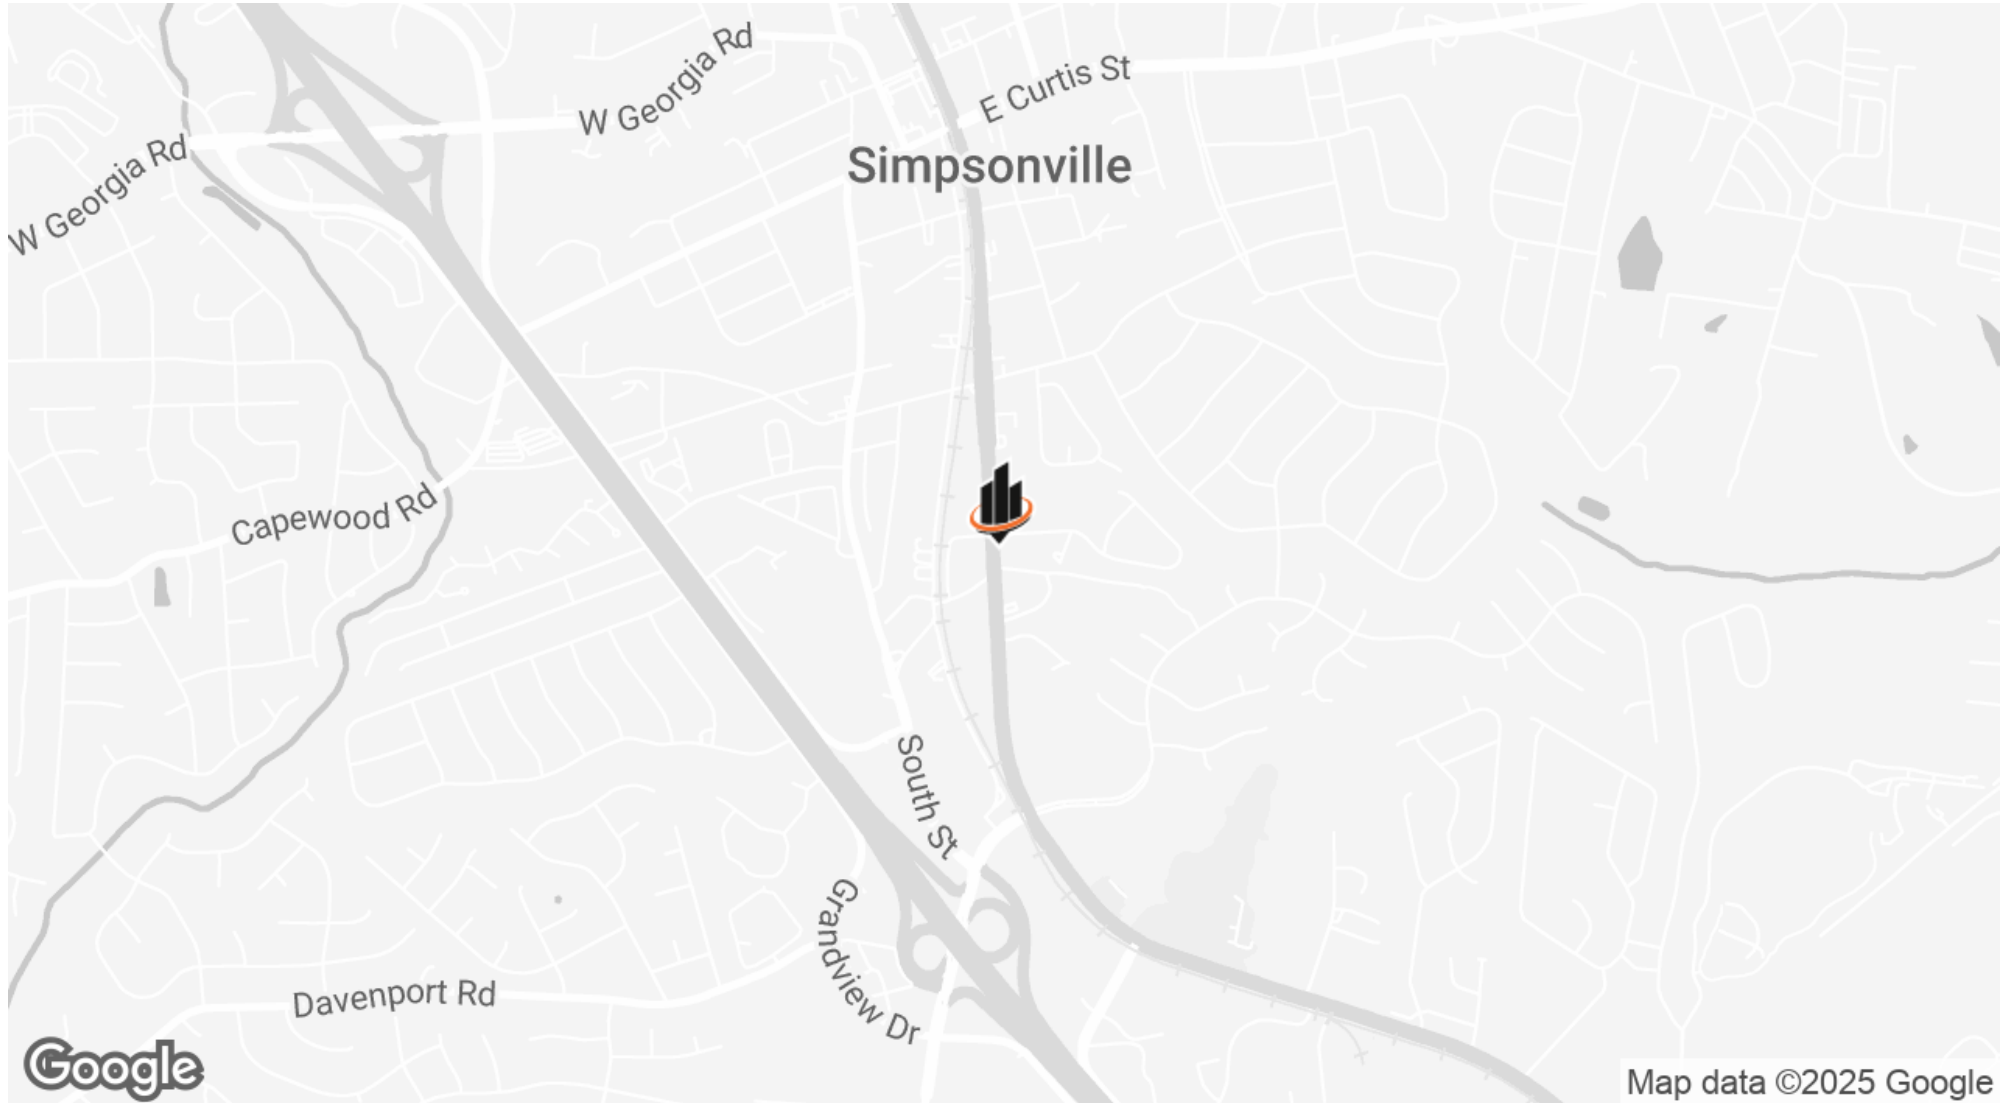 W Georgia Rd
E Curtis St
W Georgia Rd
Simpsonville
Capewood Rd
South St
Grandview Dr
Davenport Rd
Google
Map data ©2025 Google